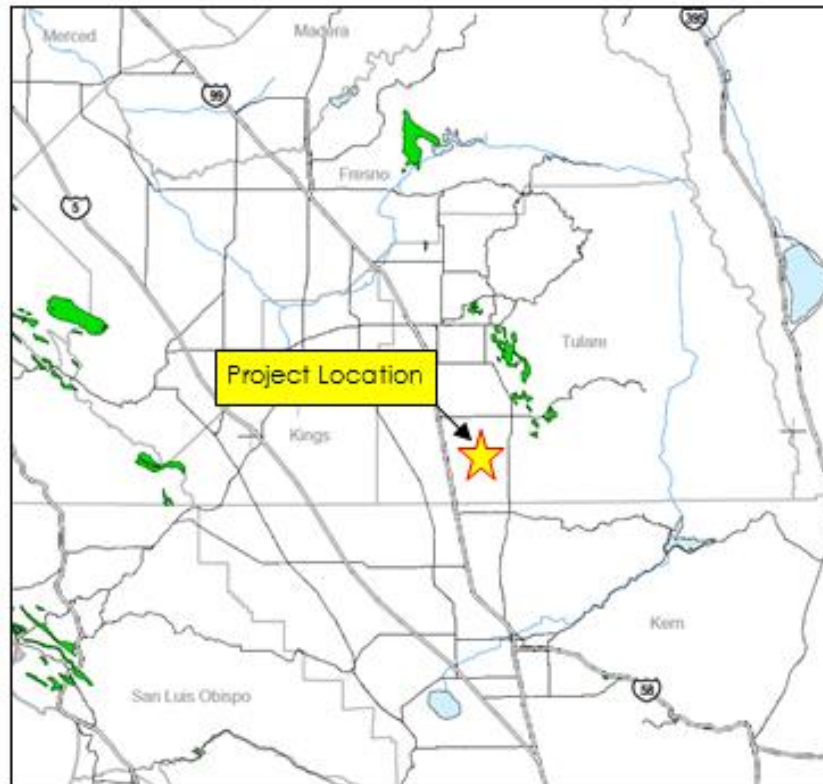 Merced
Madera
395
99
Fresno
5
Tulare
Project Location
Kings
Kern
58
San Luis Obispo